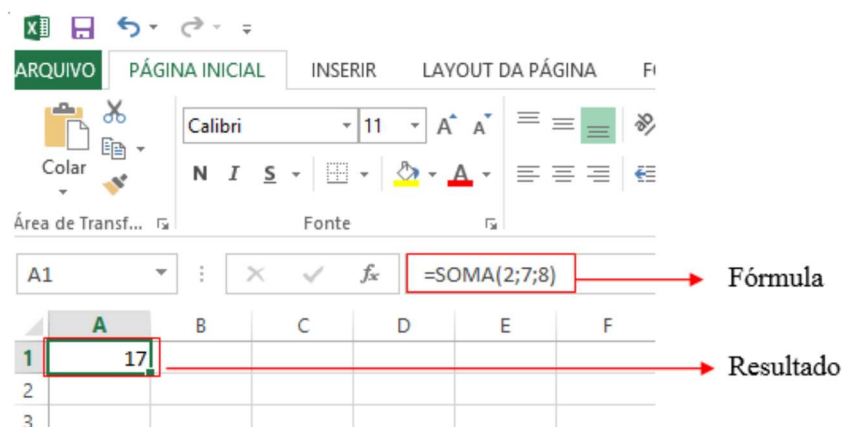 ARQUIVO PÁGINA INICIAL INSERIR LAYOUT DA PÁGINA
Calibri 11 A A
Colar
N I S A
Área de Transf... Fonte
A1 fx =SOMA(2;7;8) Fórmula
A B C D E F
1 17 Resultado
2
3